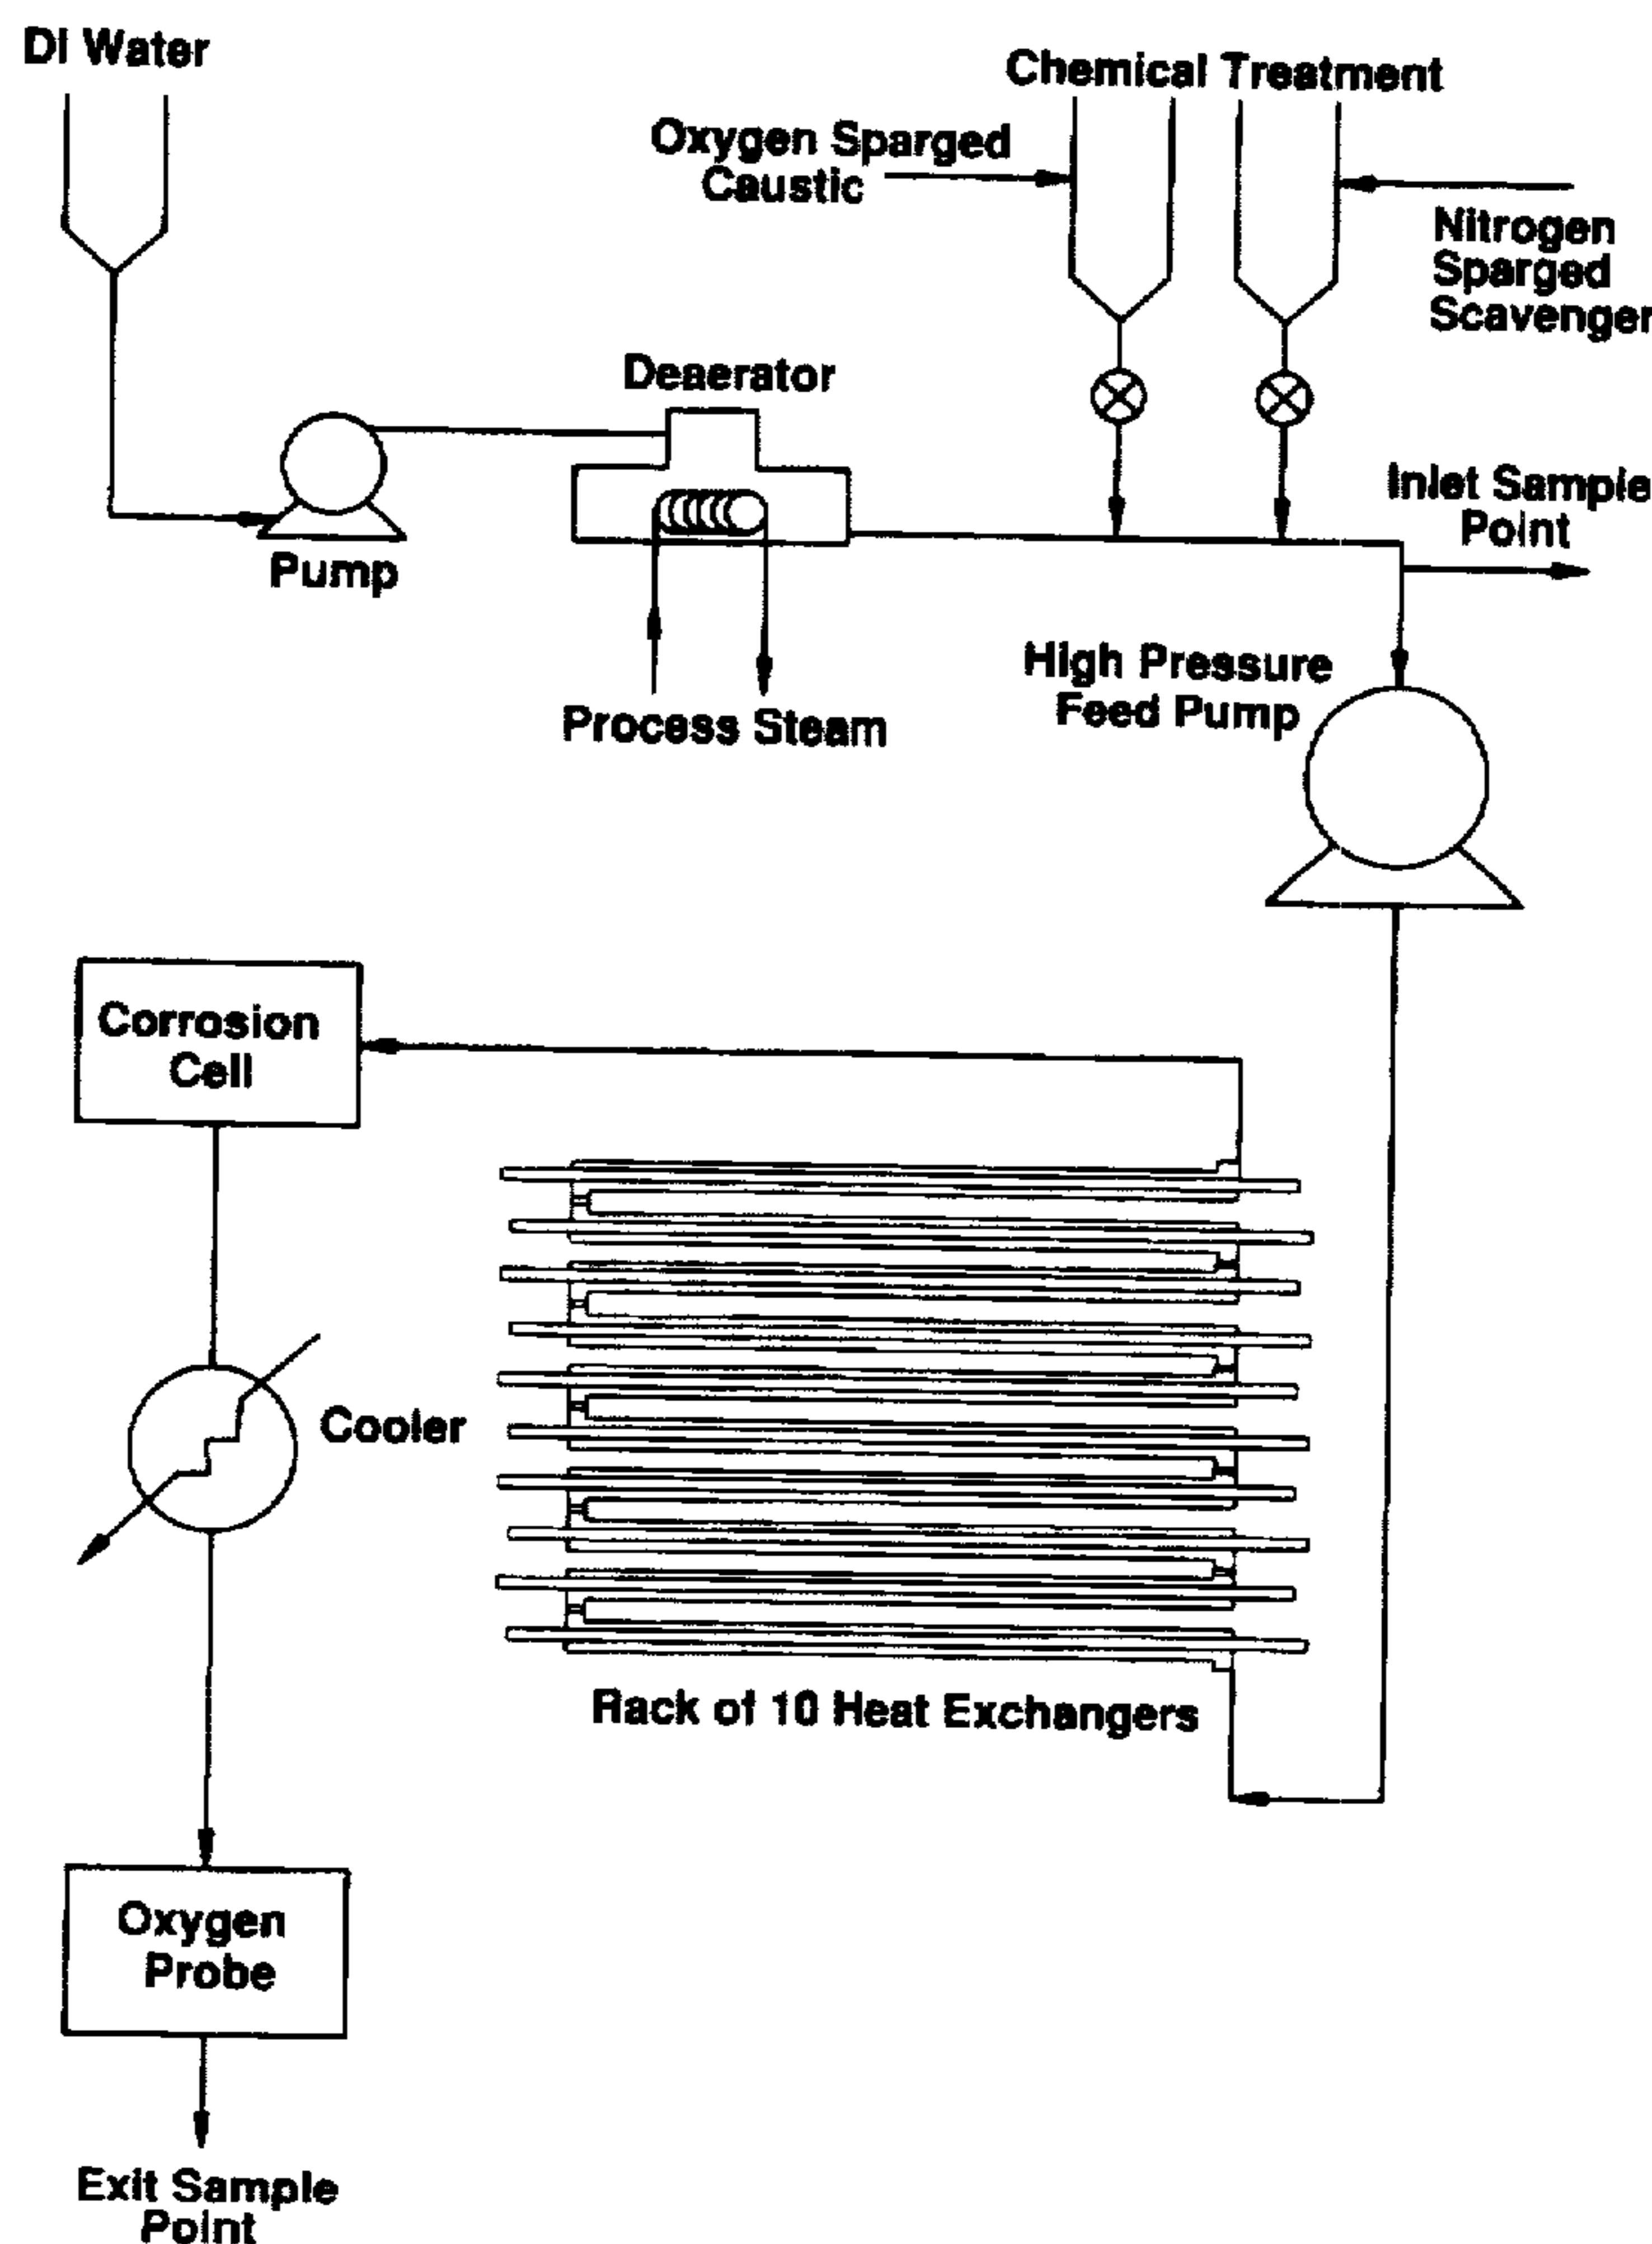 DI Water
Chemical Treatment
Oxygen Sparged
Caustic
Nitrogen
Sparged
Scavenger
Deaerator
Pump
Inlet Sample
Point
Process Steam
High Pressure
Feed Pump
Corrosion
Cell
Cooler
Rack of 10 Heat Exchangers
Oxygen
Probe
Exit Sample
Point